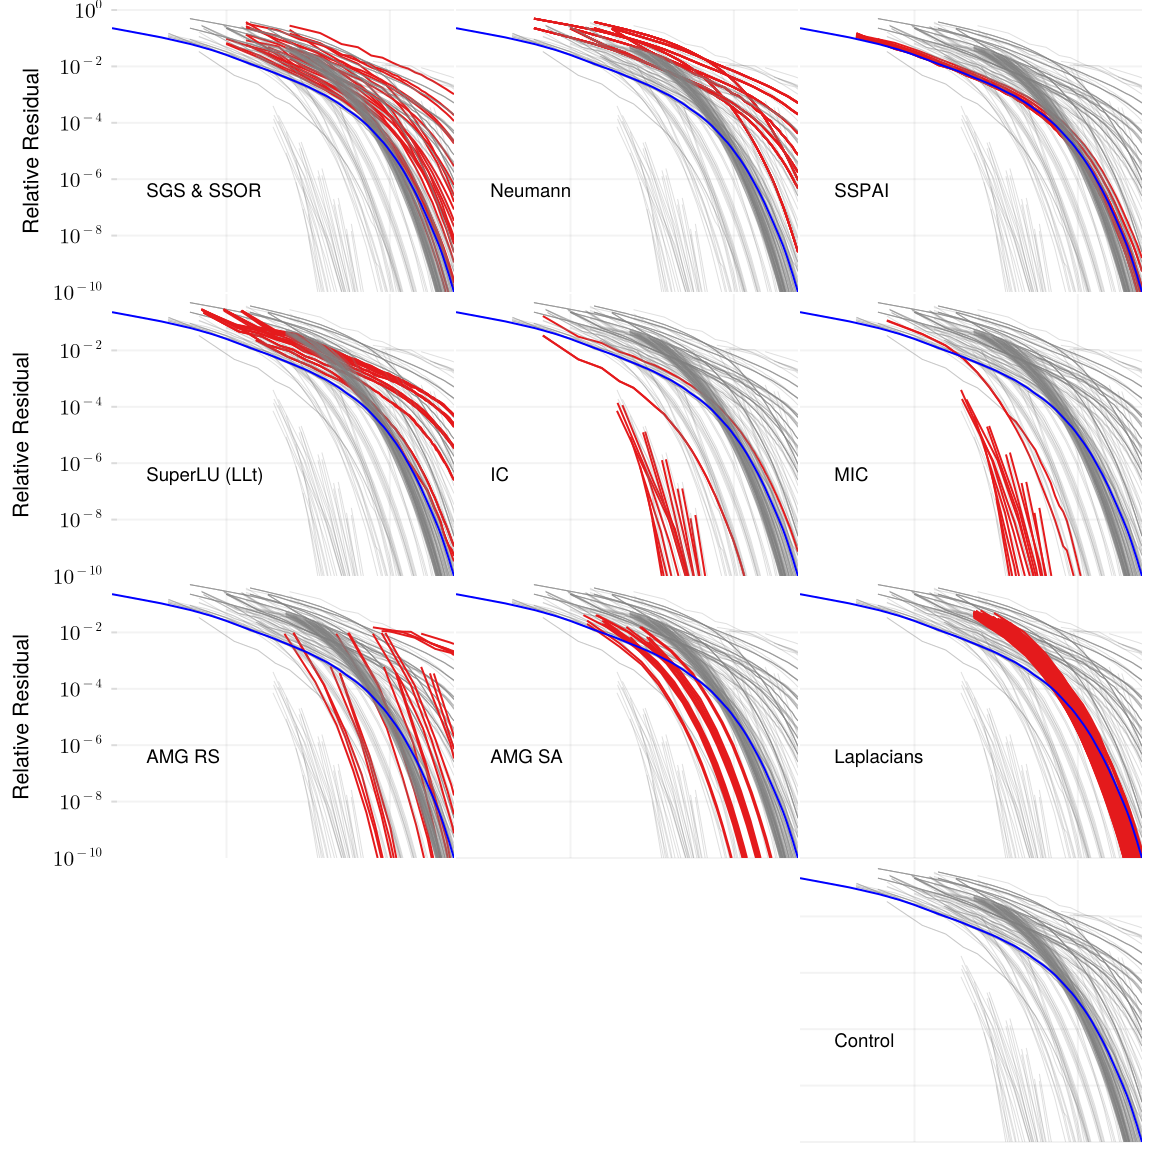 10^0
10^−2
10^−4
10^−6
10^−8
10^−10
Relative Residual
SGS & SSOR
Neumann
SSPAI
10^−2
10^−4
10^−6
10^−8
10^−10
Relative Residual
SuperLU (LLt)
IC
MIC
10^−2
10^−4
10^−6
10^−8
10^−10
Relative Residual
AMG RS
AMG SA
Laplacians
Control